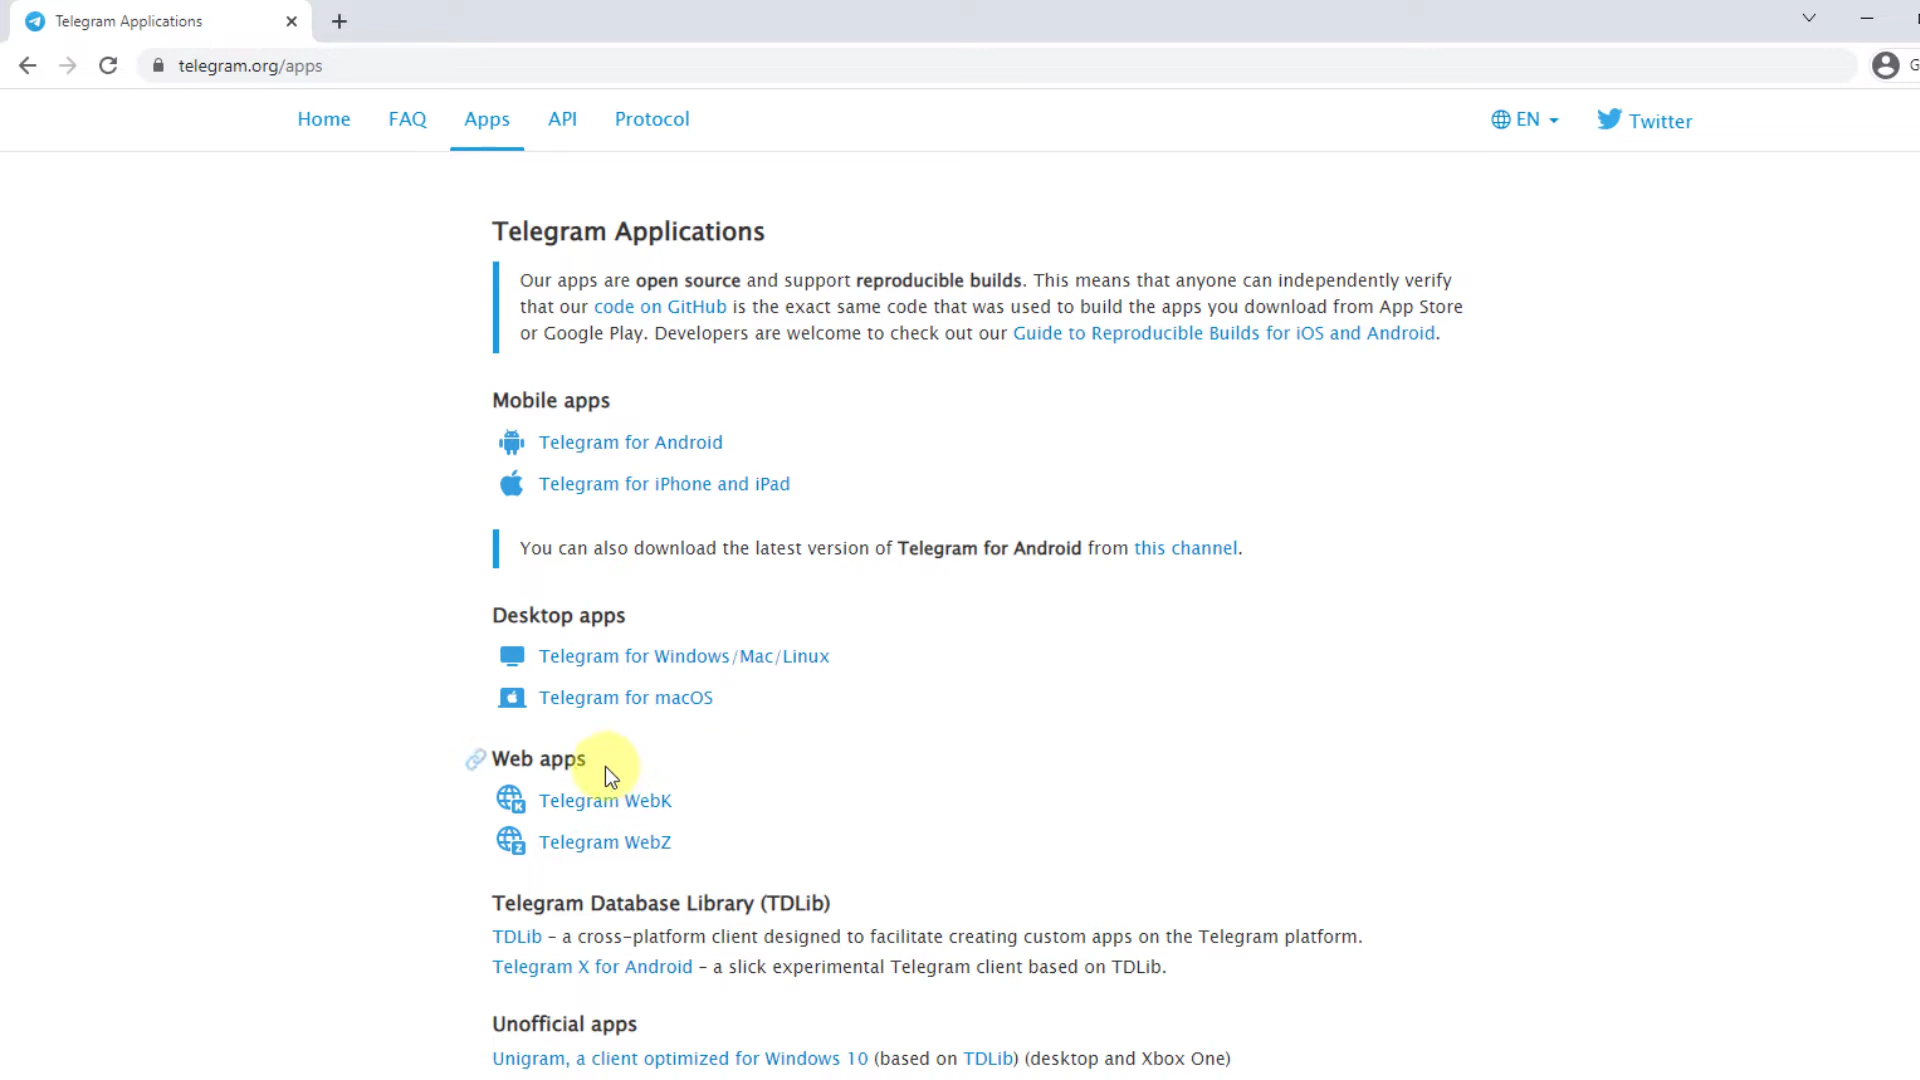 Telegram Applications
telegram.org/apps
G
Home FAQ Apps API Protocol EN Twitter
Telegram Applications
Our apps are open source and support reproducible builds. This means that anyone can independently verify
that our code on GitHub is the exact same code that was used to build the apps you download from App Store
or Google Play. Developers are welcome to check out our Guide to Reproducible Builds for iOS and Android.
Mobile apps
Telegram for Android
Telegram for iPhone and iPad
You can also download the latest version of Telegram for Android from this channel.
Desktop apps
Telegram for Windows/Mac/Linux
Telegram for macOS
Web apps
K
Telegram WebK
Z
Telegram WebZ
Telegram Database Library (TDLib)
TDLib – a cross-platform client designed to facilitate creating custom apps on the Telegram platform.
Telegram X for Android – a slick experimental Telegram client based on TDLib.
Unofficial apps
Unigram, a client optimized for Windows 10 (based on TDLib) (desktop and Xbox One)